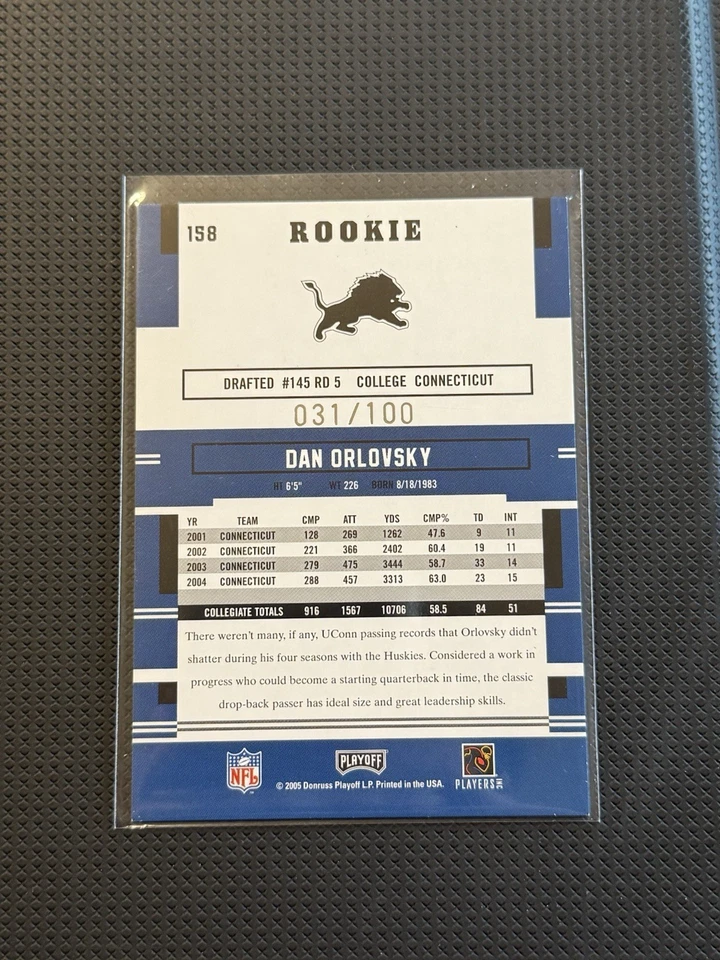 158 ROOKIE
DRAFTED #145 RD 5 COLLEGE CONNECTICUT
031/100
DAN ORLOVSKY
HT 6'5" WT 226 BORN 8/18/1983
YR TEAM CMP ATT YDS CMP% TD INT
2001 CONNECTICUT 128 269 1262 47.6 9 11
2002 CONNECTICUT 221 366 2402 60.4 19 11
2003 CONNECTICUT 279 475 3444 58.7 33 14
2004 CONNECTICUT 288 457 3313 63.0 23 15
COLLEGIATE TOTALS 916 1567 10706 58.5 84 51
There weren't many, if any, UConn passing records that Orlovsky didn't
shatter during his four seasons with the Huskies. Considered a work in
progress who could become a starting quarterback in time, the classic
drop-back passer has ideal size and great leadership skills.
NFL PLAYOFF
© 2005 Donruss Playoff L.P. Printed in the USA.
PLAYERS INC